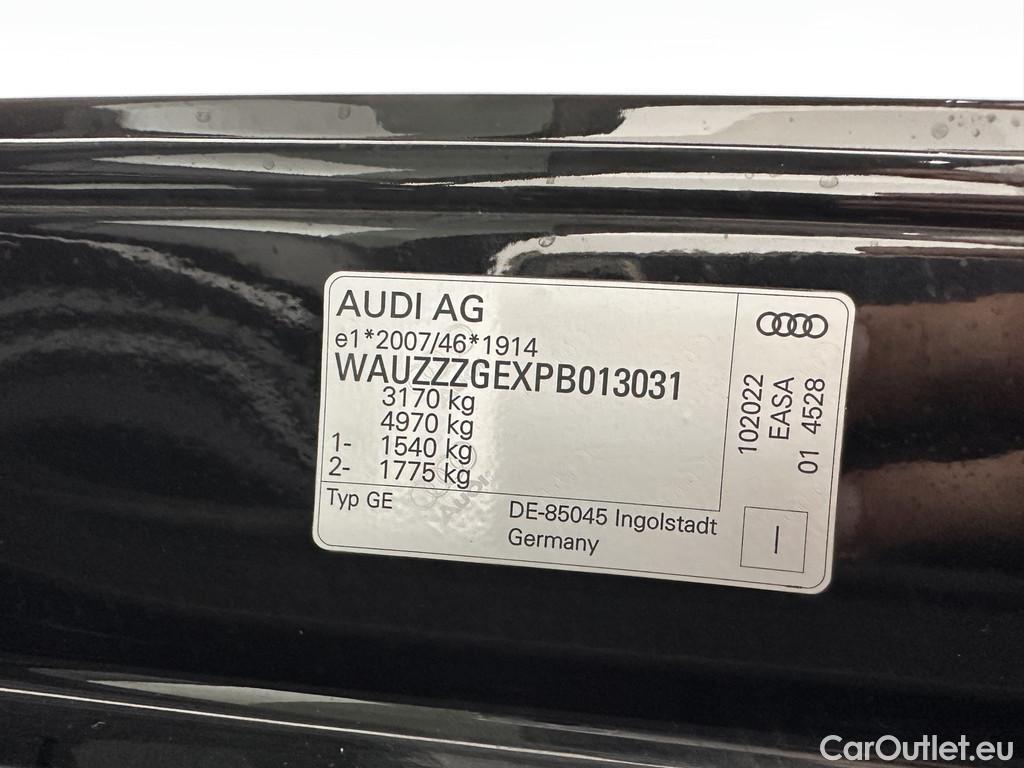 AUDI AG
e1*2007/46*1914
WAUZZZGEXPB013031
3170 kg
4970 kg
1- 1540 kg
2- 1775 kg
Typ GE
DE-85045 Ingolstadt
Germany
102022
EASA
01 4528
I
Audi
CarOutlet.eu